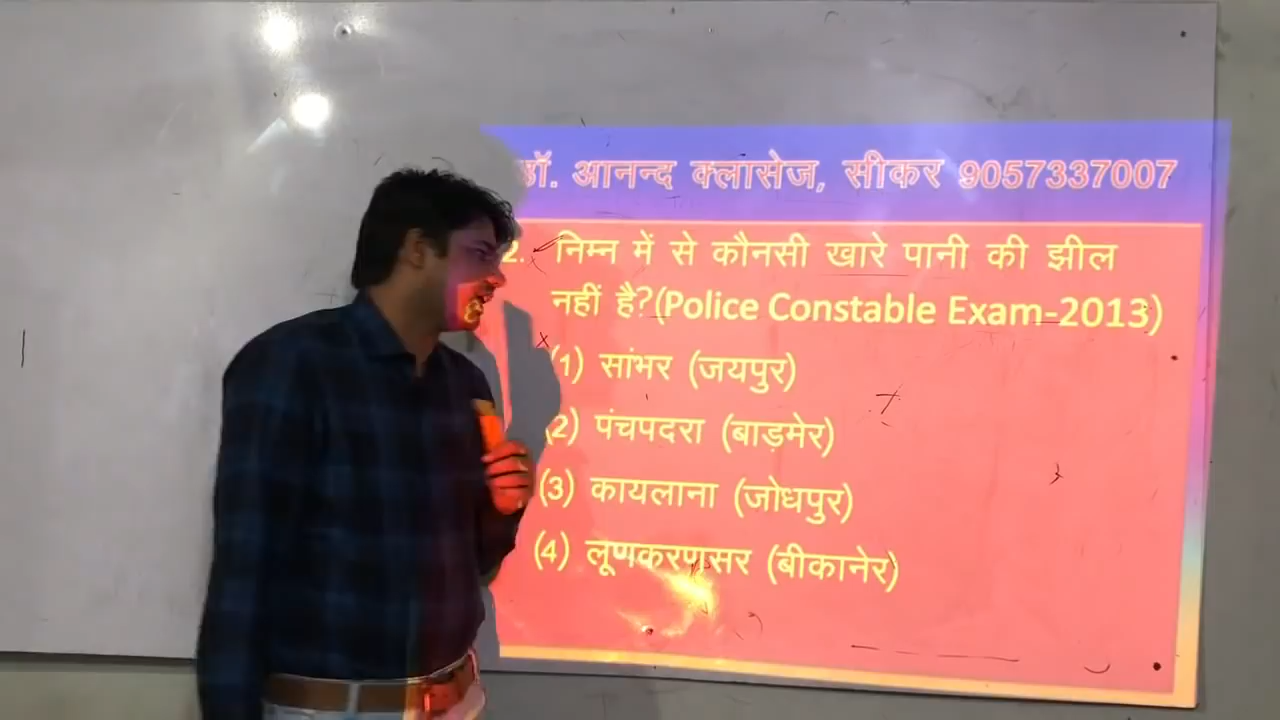 डॉ. आनन्द क्लासेज, सीकर 9057337007
2. निम्न में से कौनसी खारे पानी की झील
नहीं है?(Police Constable Exam-2013)
(1) सांभर (जयपुर)
(2) पंचपदरा (बाड़मेर)
(3) कायलाना (जोधपुर)
(4) लूणकरणसर (बीकानेर)